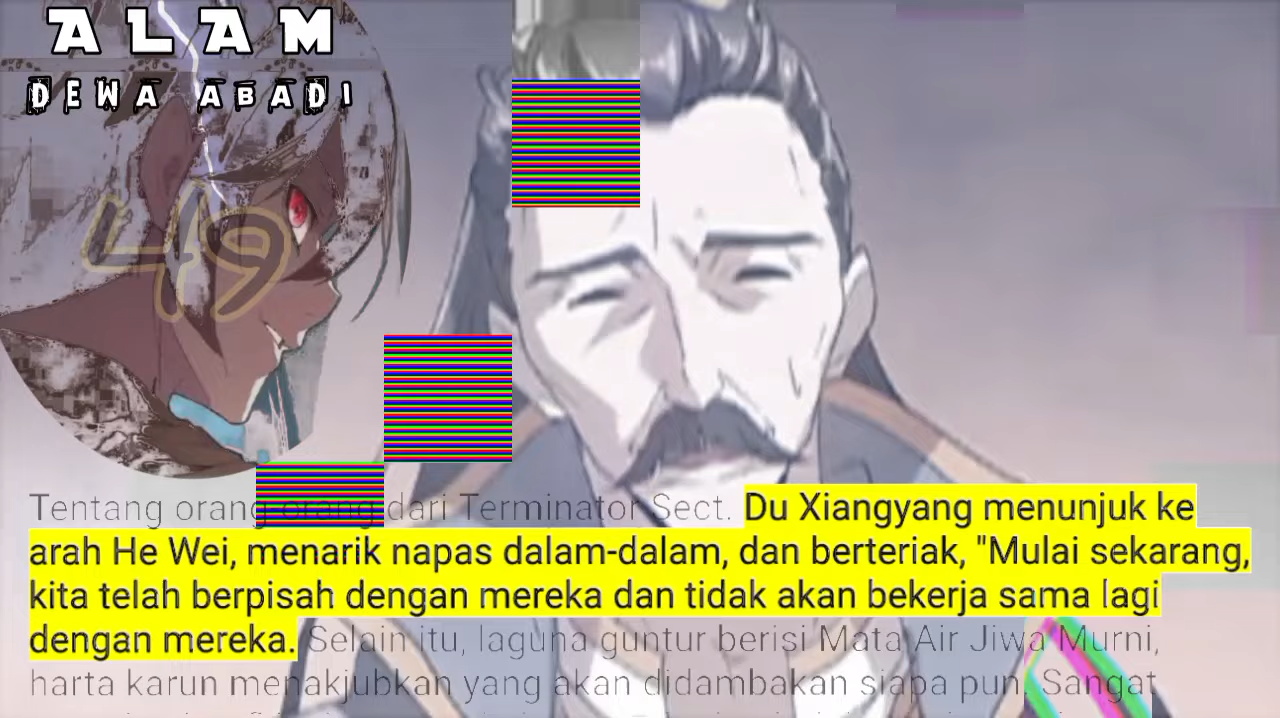 ALAM
DEWA ABADI
49
Tentang orang-orang dari Terminator Sect. Du Xiangyang menunjuk ke
arah He Wei, menarik napas dalam-dalam, dan berteriak, "Mulai sekarang,
kita telah berpisah dengan mereka dan tidak akan bekerja sama lagi
dengan mereka. Selain itu, laguna guntur berisi Mata Air Jiwa Murni,
harta karun menakjubkan yang akan didambakan siapa pun. Sangat